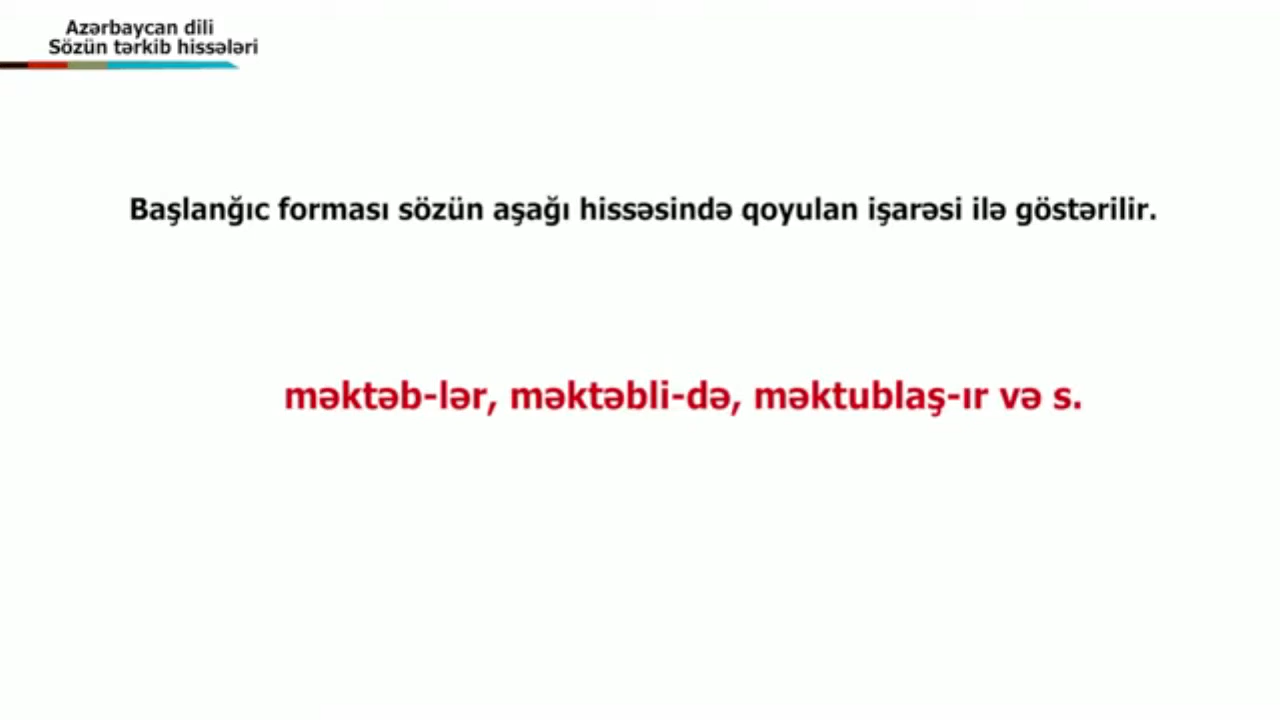 Azərbaycan dili
Sözün tərkib hissələri
Başlanğıc forması sözün aşağı hissəsində qoyulan işarəsi ilə göstərilir.
məktəb-lər, məktəbli-də, məktublaş-ır və s.